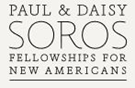 PAUL & DAISY
SOROS
FELLOWSHIPS FOR
NEW AMERICANS